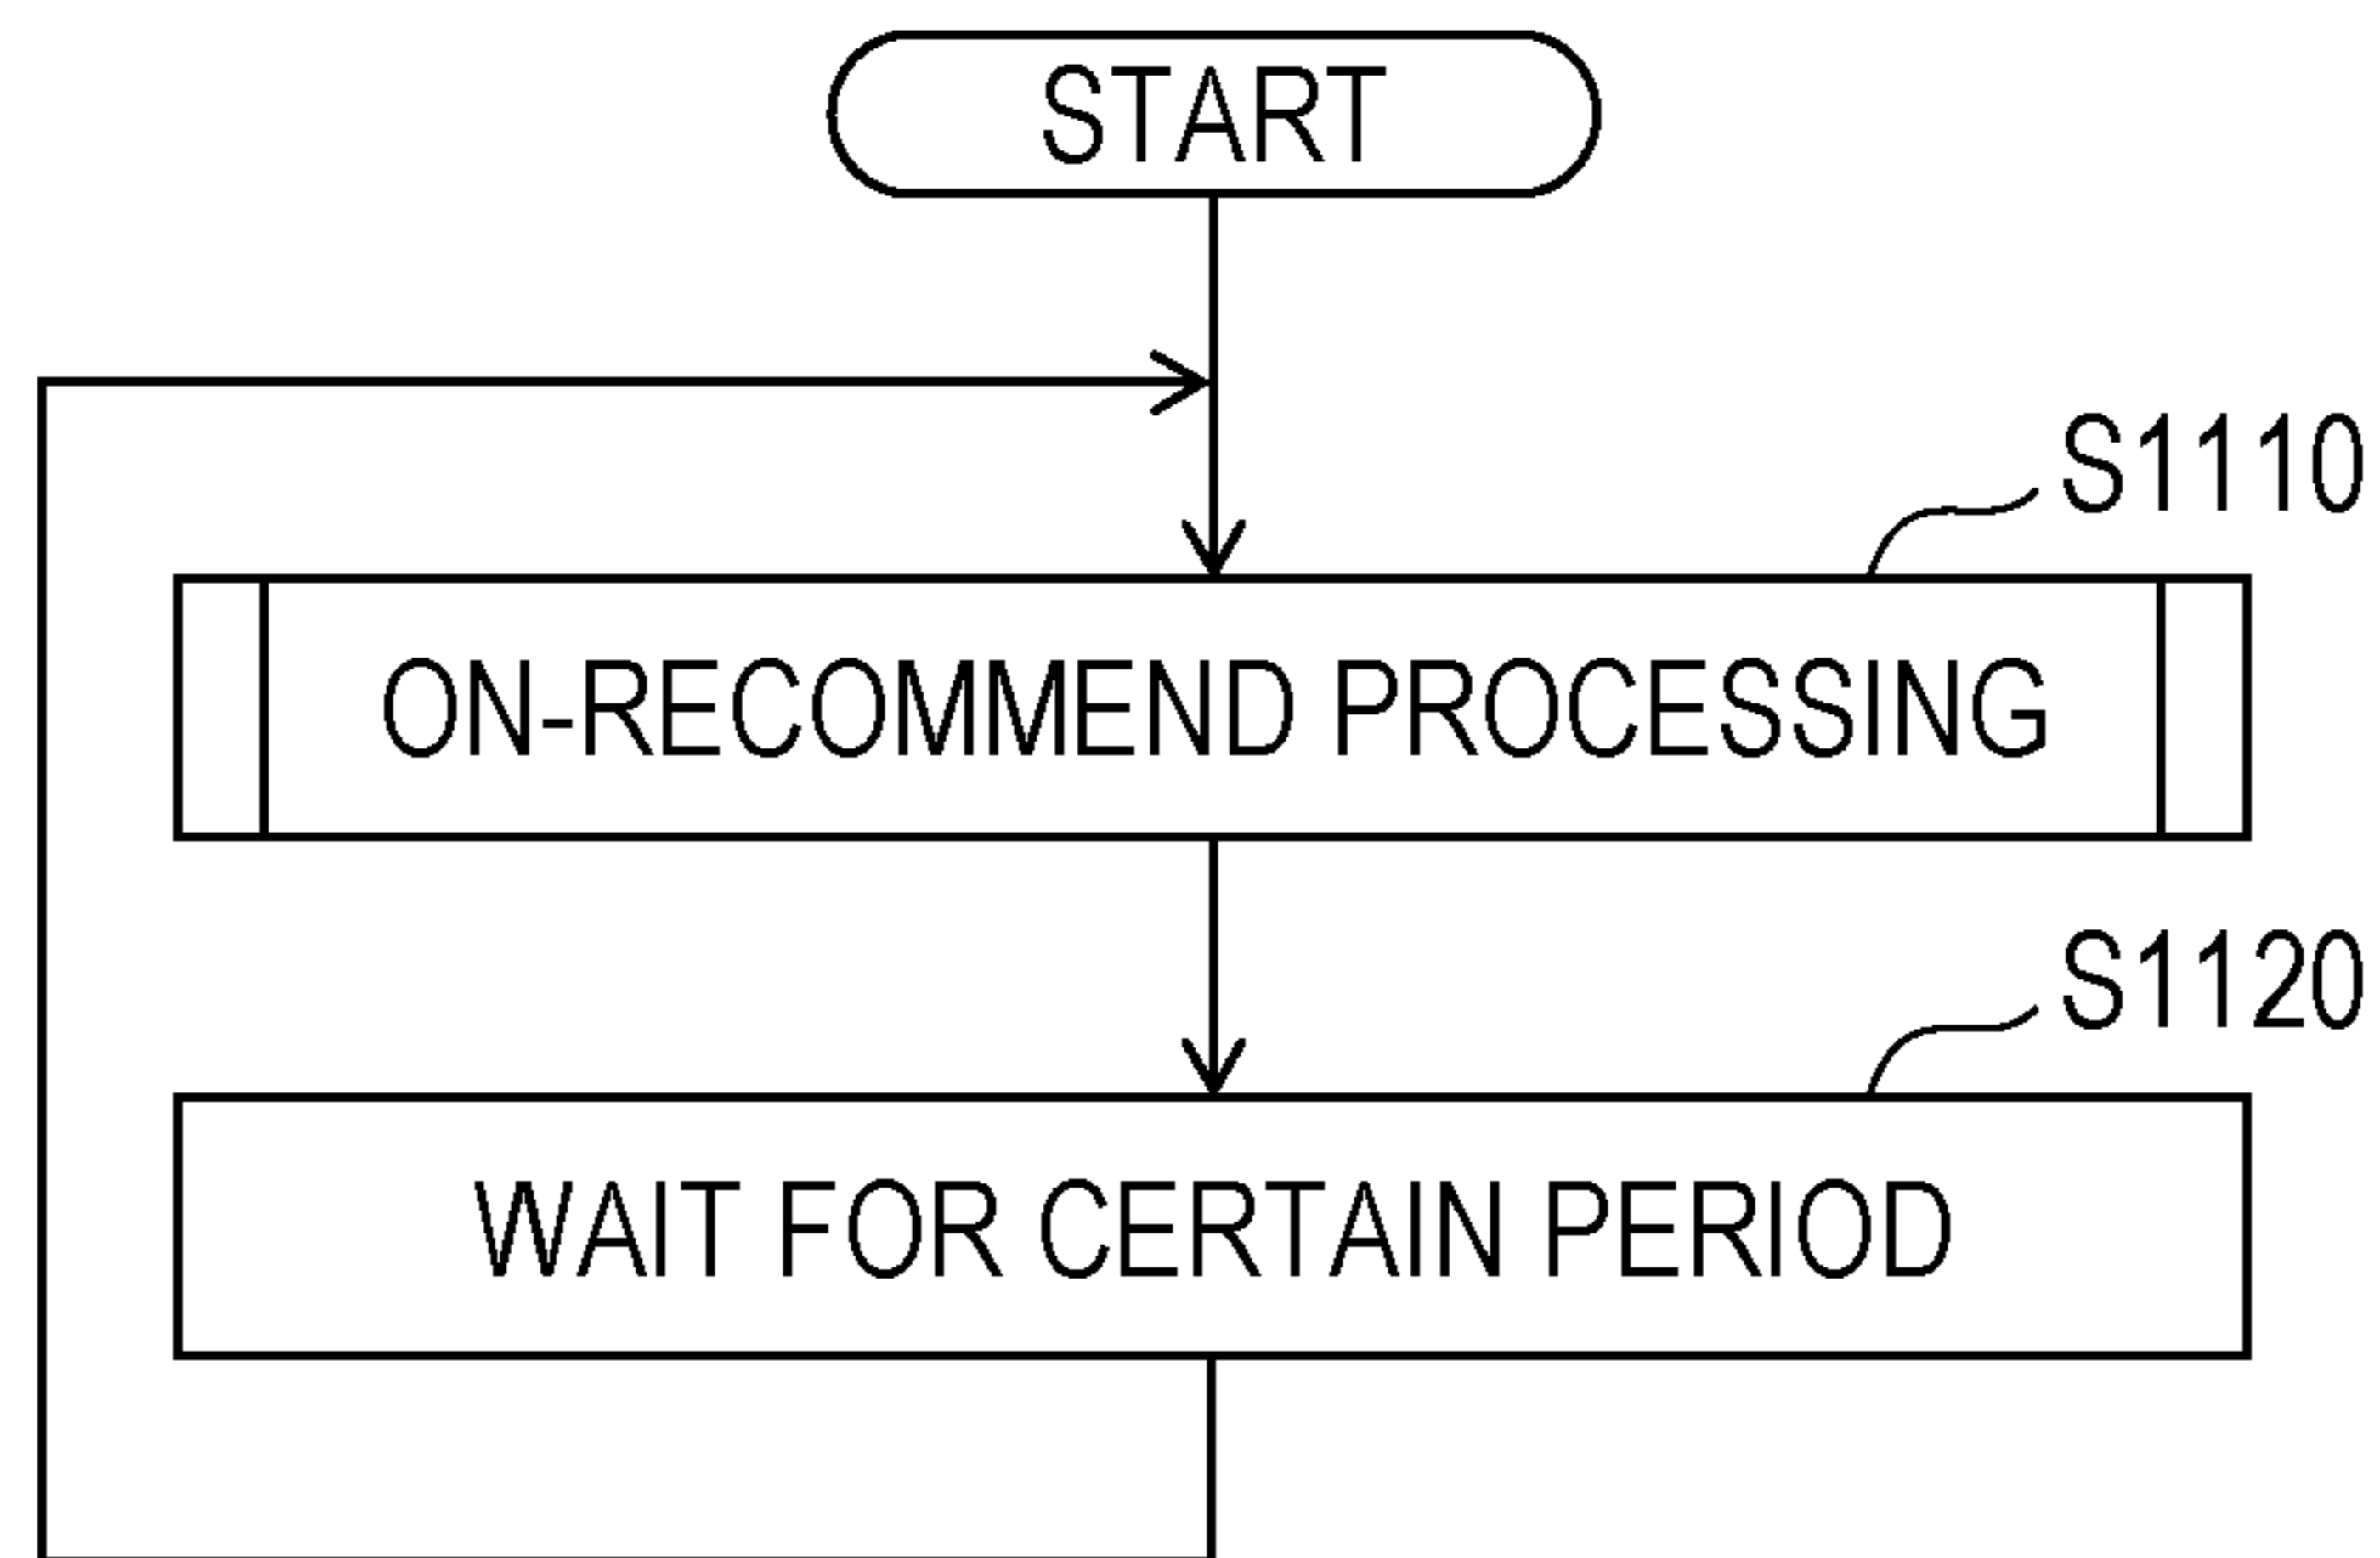 START
S1110
ON-RECOMMEND PROCESSING
S1120
WAIT FOR CERTAIN PERIOD